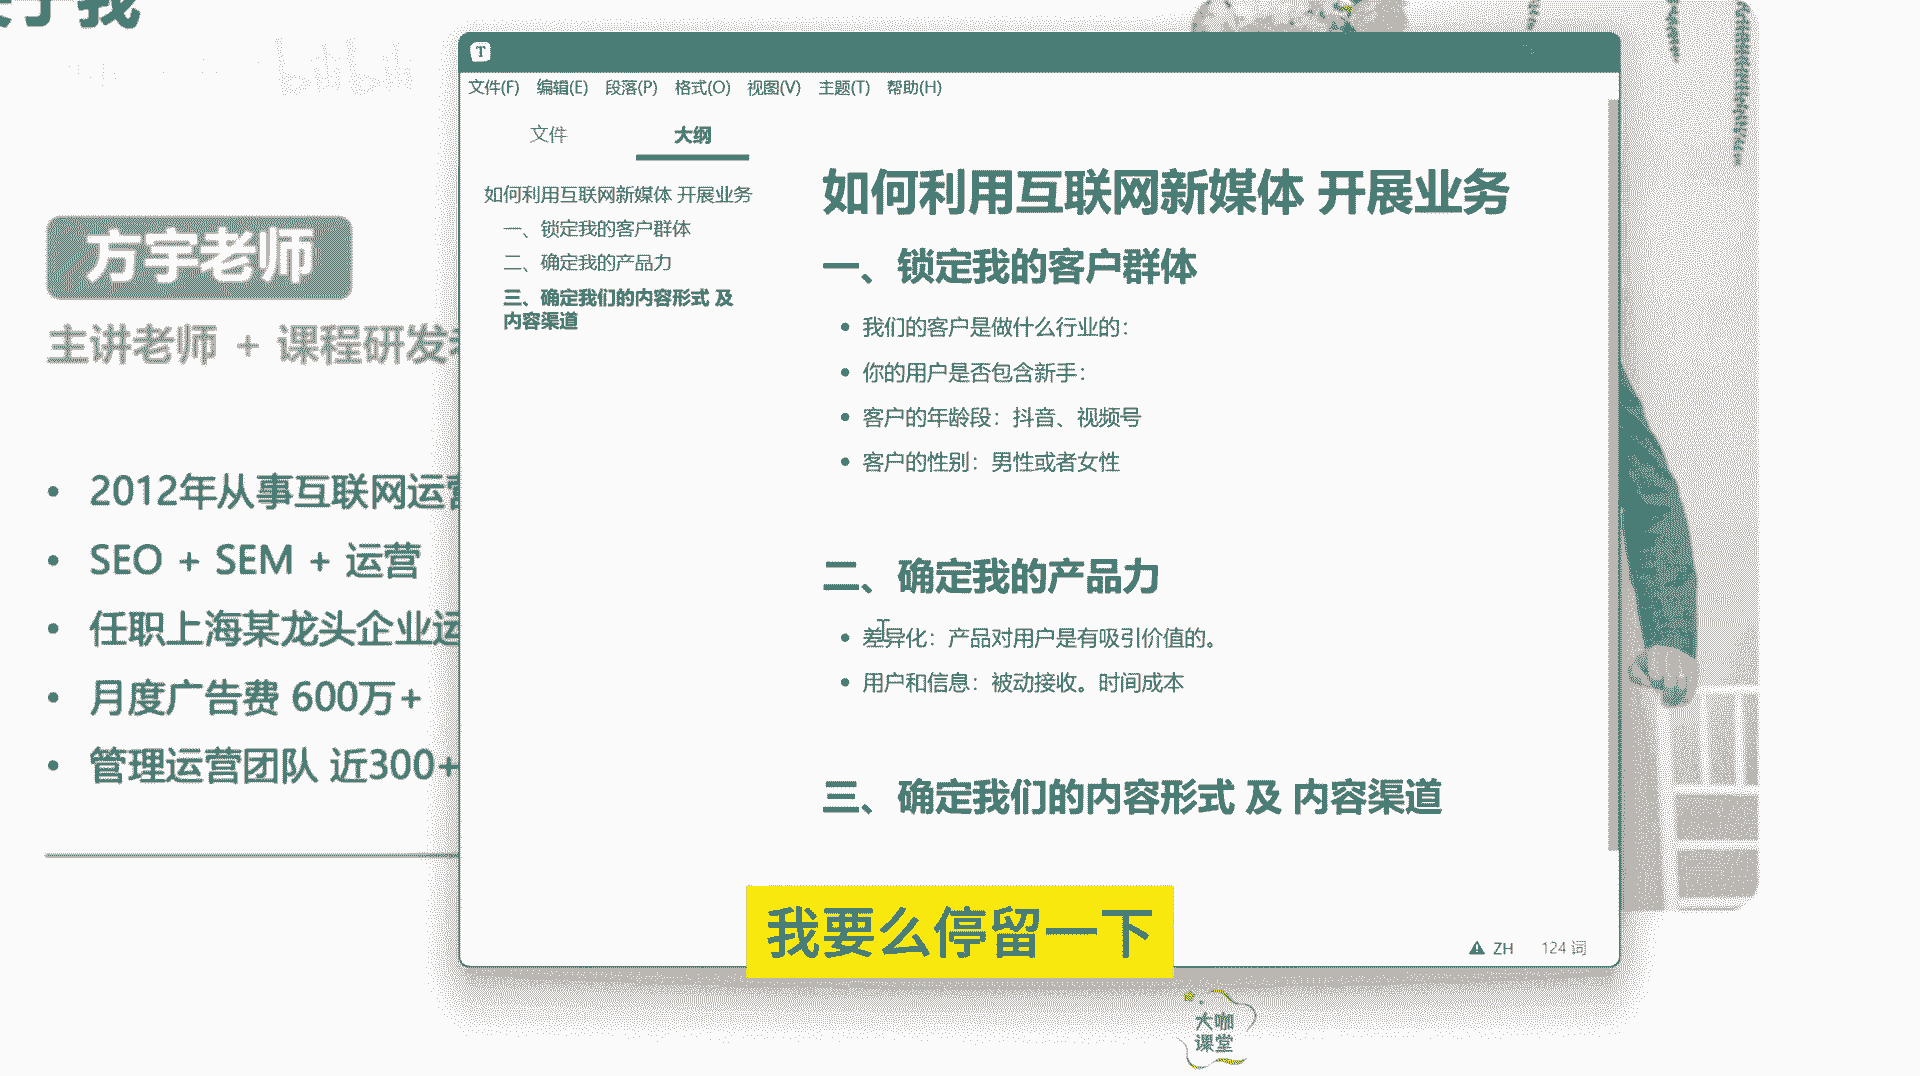 于我
bilibili
方宇老师
主讲老师 + 课程研发
• 2012年从事互联网运营
• SEO + SEM + 运营
• 任职上海某龙头企业运
• 月度广告费 600万+
• 管理运营团队 近300+
T
文件(F) 编辑(E) 段落(P) 格式(O) 视图(V) 主题(T) 帮助(H)
文件 大纲
如何利用互联网新媒体 开展业务
一、锁定我的客户群体
二、确定我的产品力
三、确定我们的内容形式 及
内容渠道
如何利用互联网新媒体 开展业务
一、锁定我的客户群体
• 我们的客户是做什么行业的：
• 你的用户是否包含新手：
• 客户的年龄段：抖音、视频号
• 客户的性别：男性或者女性
二、确定我的产品力
• 差异化：产品对用户是有吸引价值的。
• 用户和信息：被动接收。时间成本
三、确定我们的内容形式 及 内容渠道
我要么停留一下
ZH 124 词
大咖
课堂